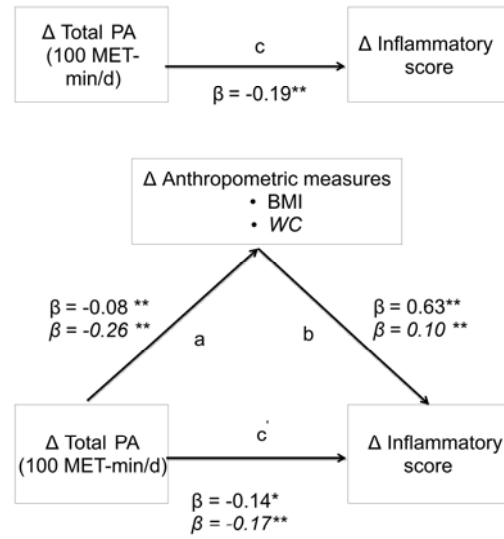 Δ Total PA
(100 MET-
min/d)
c
β = -0.19**
Δ Inflammatory
score
Δ Anthropometric measures
• BMI
• WC
β = -0.08 **
β = -0.26 **
a
b
β = 0.63**
β = 0.10 **
Δ Total PA
(100 MET-min/d)
c'
β = -0.14*
β = -0.17**
Δ Inflammatory
score